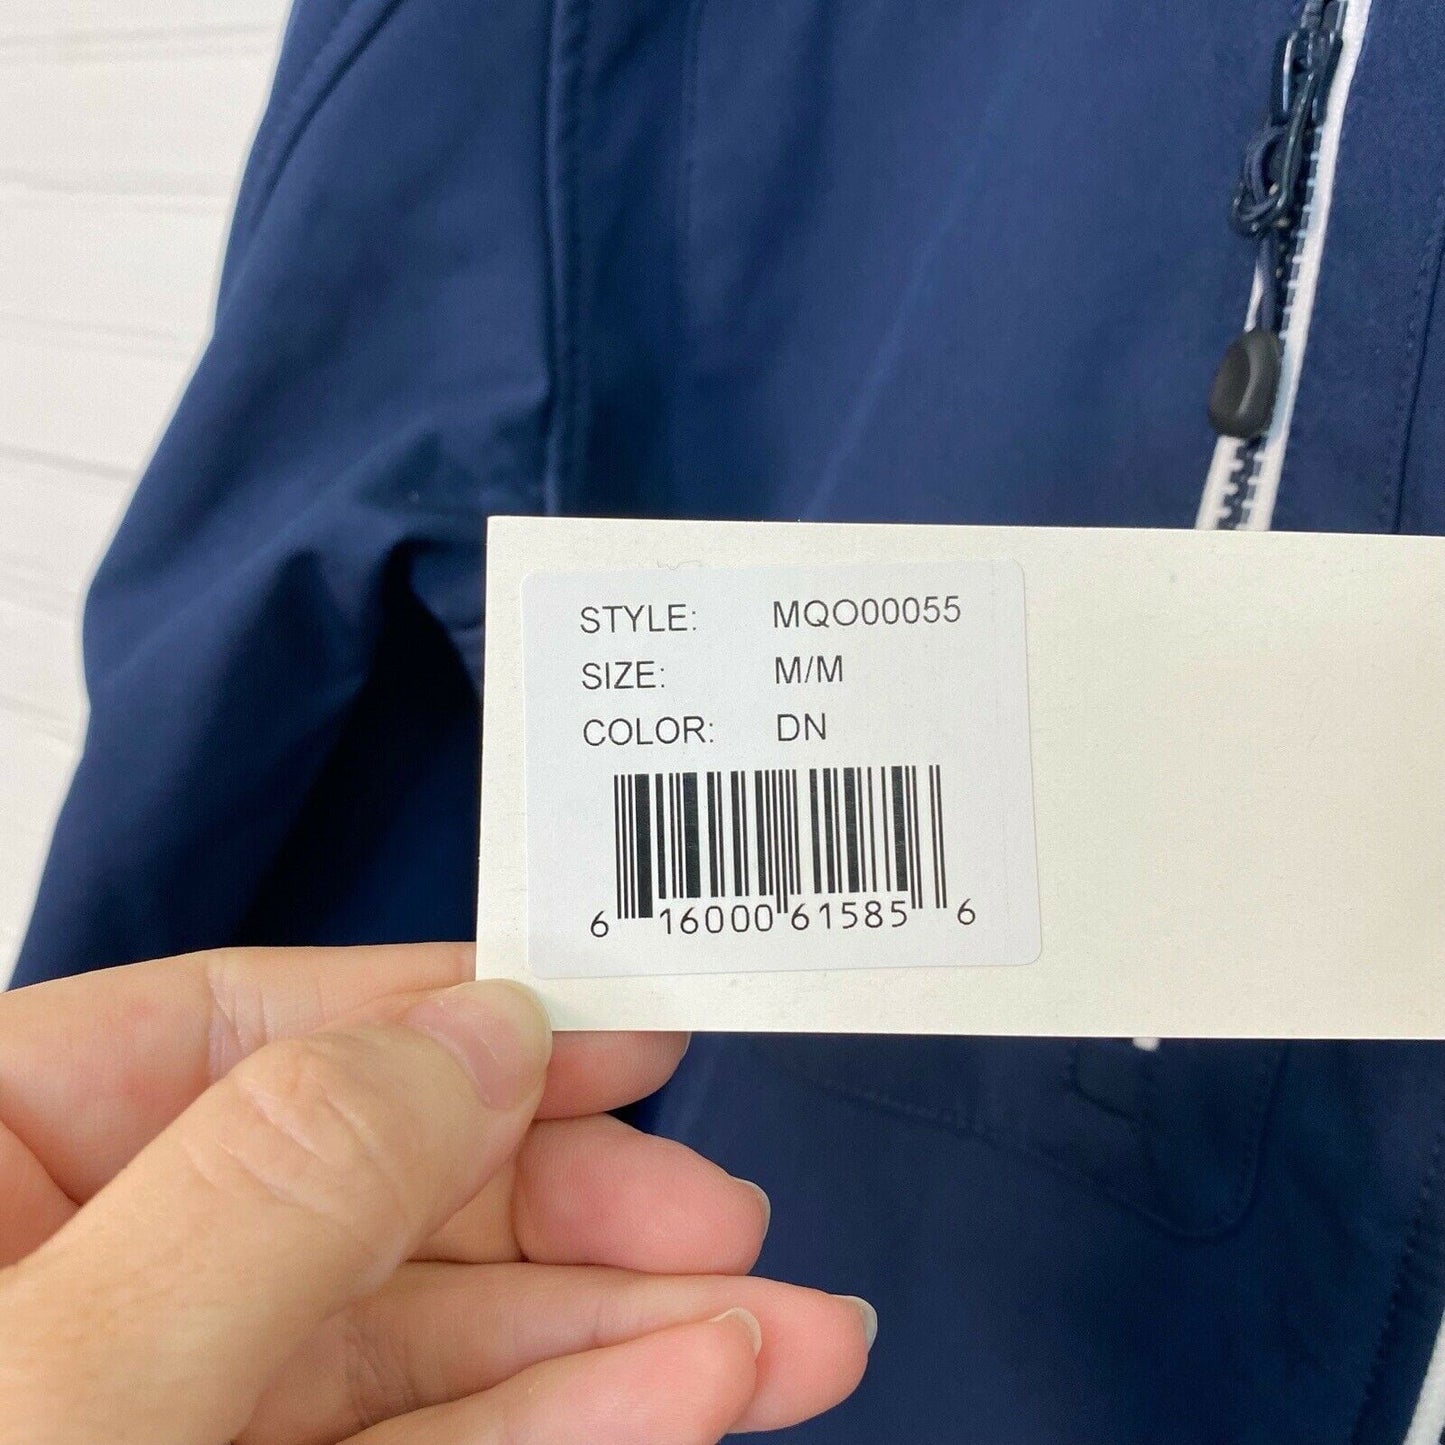 STYLE: MQO00055
SIZE: M/M
COLOR: DN
6 16000 61585 6